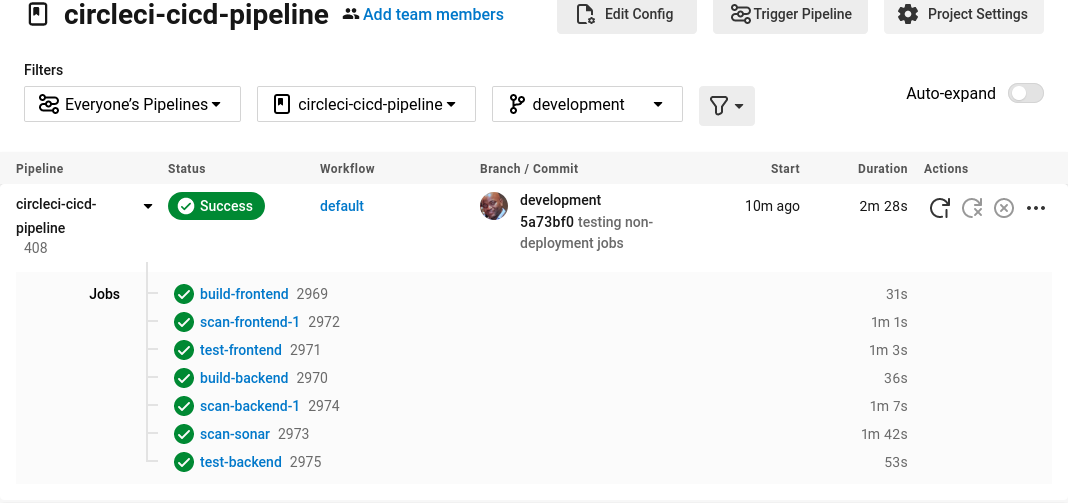 circleci-cicd-pipeline Add team members Edit Config Trigger Pipeline Project Settings
Filters
Everyone’s Pipelines circleci-cicd-pipeline development Auto-expand
Pipeline Status Workflow Branch / Commit Start Duration Actions
circleci-cicd-
pipeline
408
Success default
development
5a73bf0 testing non-
deployment jobs
10m ago 2m 28s
Jobs
build-frontend 2969 31s
scan-frontend-1 2972 1m 1s
test-frontend 2971 1m 3s
build-backend 2970 36s
scan-backend-1 2974 1m 7s
scan-sonar 2973 1m 42s
test-backend 2975 53s